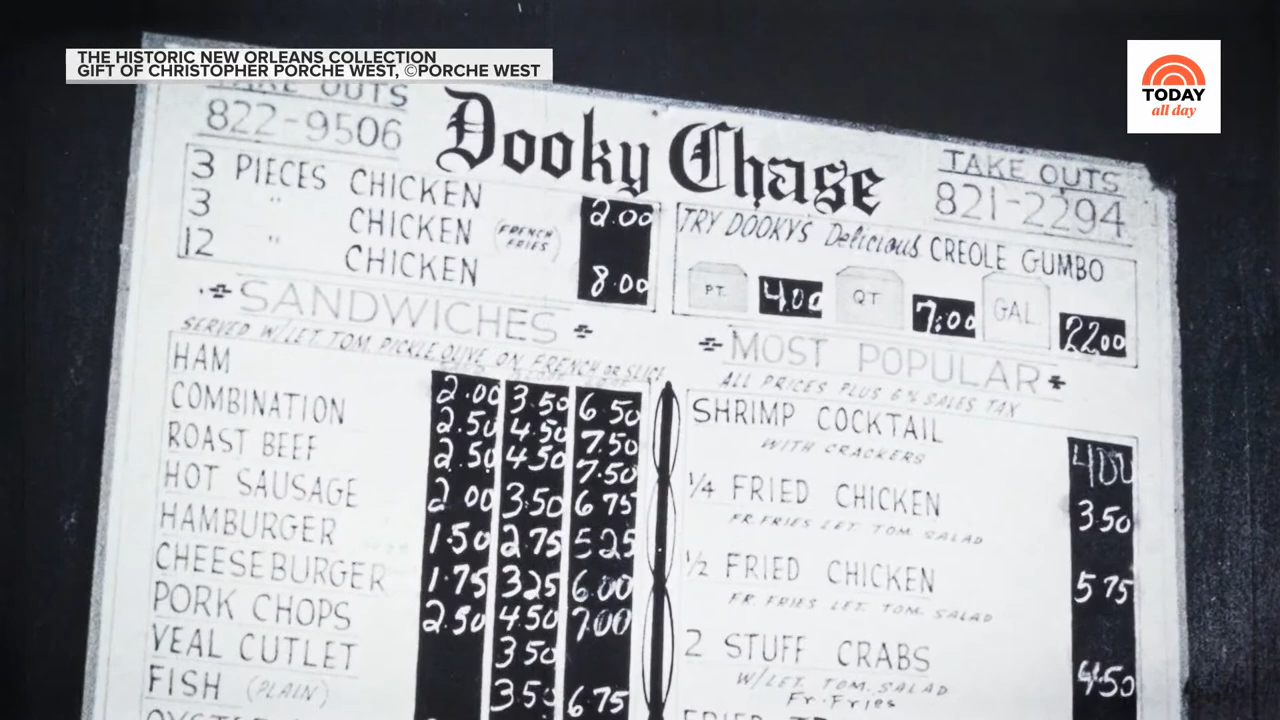 THE HISTORIC NEW ORLEANS COLLECTION
GIFT OF CHRISTOPHER PORCHE WEST, ©PORCHE WEST
TODAY
all day
TAKE OUTS
822-9506
Dooky Chase
TAKE OUTS
821-2294
3 PIECES CHICKEN 2.00
3 " CHICKEN (FRENCH FRIES)
12 " CHICKEN 8.00
TRY DOOKY'S Delicious CREOLE GUMBO
PT. 4.00 QT 7.00 GAL. 22.00
SANDWICHES
SERVED W/LET. TOM. PICKLE OLIVE ON FRENCH OR SLICE
HAM 2.00 3.50 6.50
COMBINATION 2.50 4.50 7.50
ROAST BEEF 2.50 4.50 7.50
HOT SAUSAGE 2.00 3.50 6.75
HAMBURGER 1.50 2.75 5.25
CHEESEBURGER 1.75 3.25 6.00
PORK CHOPS 2.50 4.50 7.00
VEAL CUTLET 3.50
FISH (PLAIN) 3.50 6.75
MOST POPULAR
ALL PRICES PLUS 6% SALES TAX
SHRIMP COCKTAIL 4.00
WITH CRACKERS
1/4 FRIED CHICKEN 3.50
FR. FRIES LET. TOM. SALAD
1/2 FRIED CHICKEN 5.75
FR. FRIES LET. TOM. SALAD
2 STUFF CRABS 4.50
W/LET. TOM. SALAD
Fr. Fries